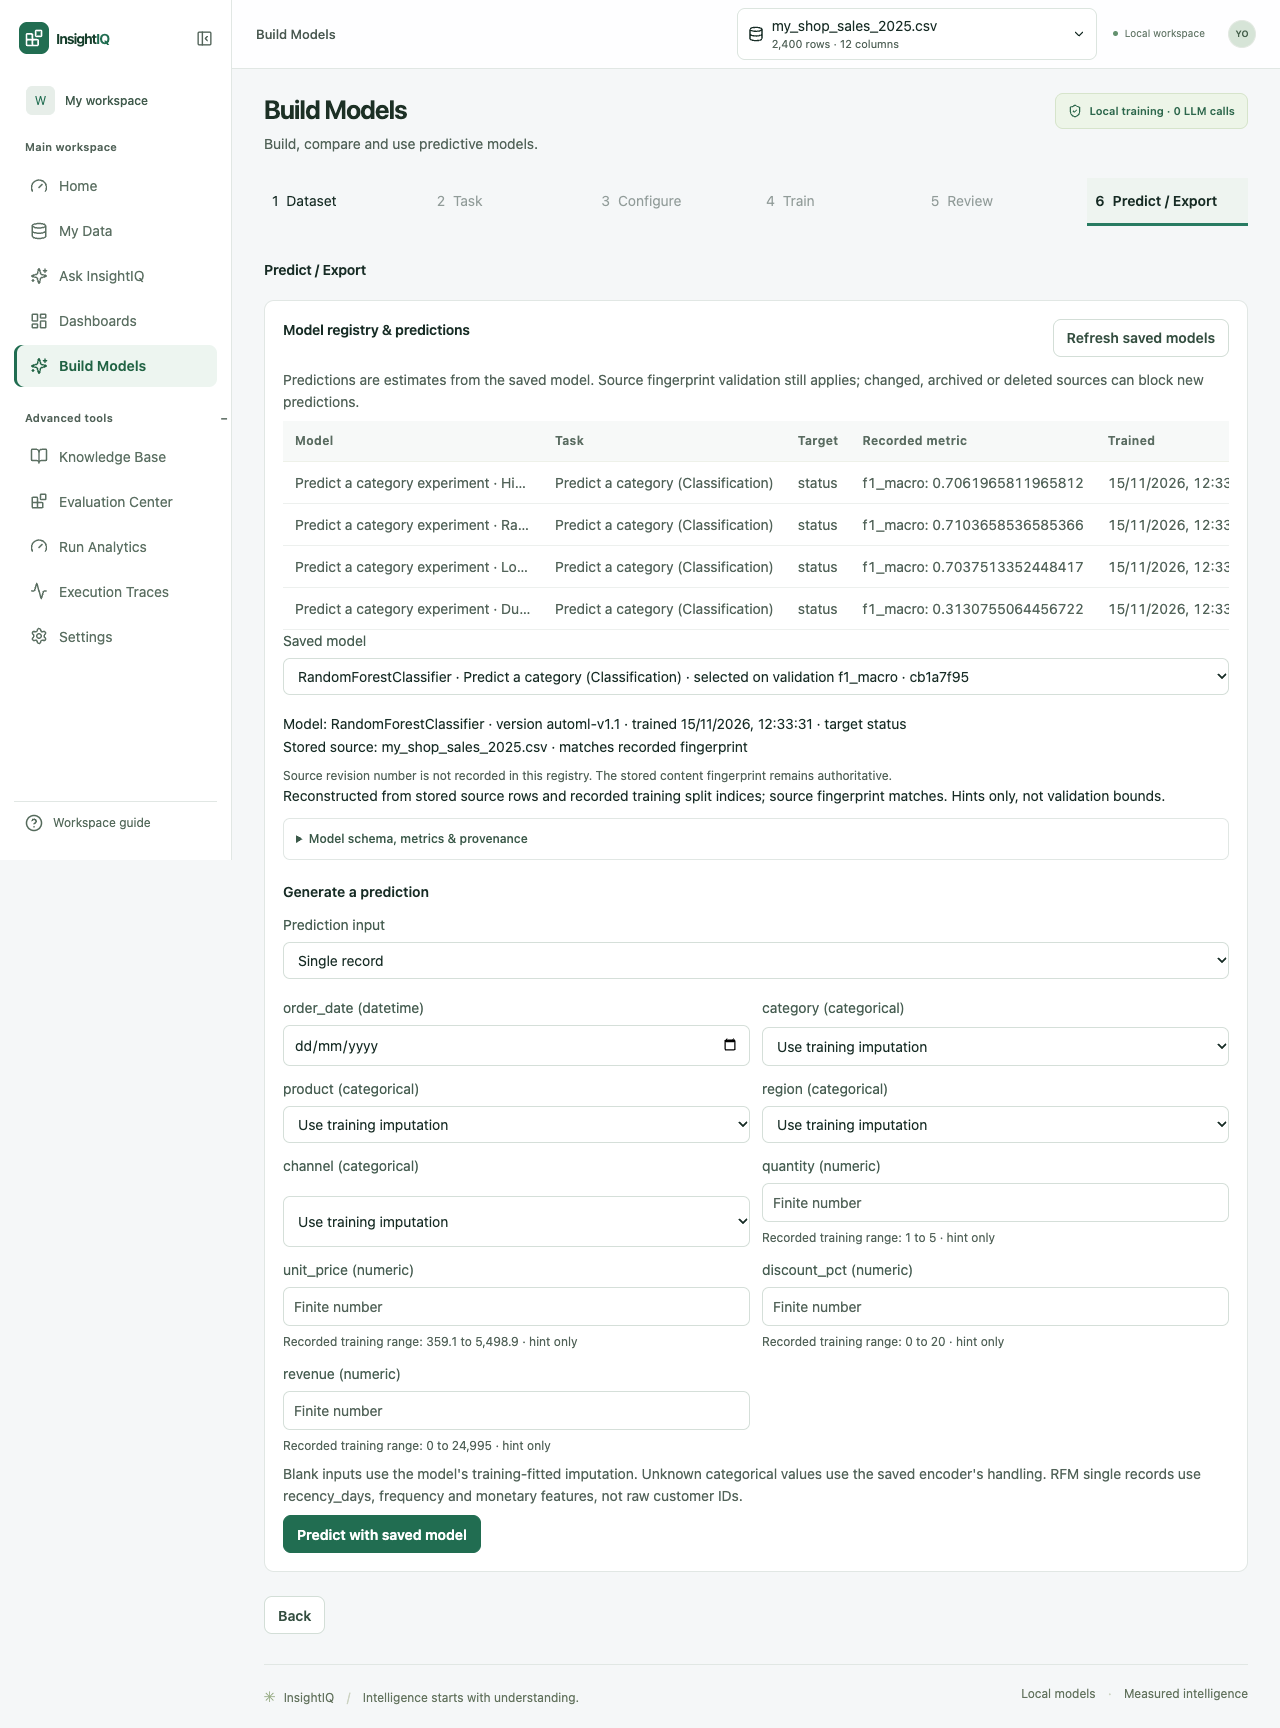 InsightIQ
W My workspace
Main workspace
Home
My Data
Ask InsightIQ
Dashboards
Build Models
Advanced tools –
Knowledge Base
Evaluation Center
Run Analytics
Execution Traces
Settings
Workspace guide
Build Models
my_shop_sales_2025.csv
2,400 rows · 12 columns
Local workspace
YO
Build Models
Build, compare and use predictive models.
Local training · 0 LLM calls
1 Dataset
2 Task
3 Configure
4 Train
5 Review
6 Predict / Export
Predict / Export
Model registry & predictions
Refresh saved models
Predictions are estimates from the saved model. Source fingerprint validation still applies; changed, archived or deleted sources can block new
predictions.
Model Task Target Recorded metric Trained
Predict a category experiment · Hi... Predict a category (Classification) status f1_macro: 0.7061965811965812 15/11/2026, 12:33
Predict a category experiment · Ra... Predict a category (Classification) status f1_macro: 0.7103658536585366 15/11/2026, 12:33
Predict a category experiment · Lo... Predict a category (Classification) status f1_macro: 0.7037513352448417 15/11/2026, 12:33
Predict a category experiment · Du... Predict a category (Classification) status f1_macro: 0.3130755064456722 15/11/2026, 12:33
Saved model
RandomForestClassifier · Predict a category (Classification) · selected on validation f1_macro · cb1a7f95
Model: RandomForestClassifier · version automl-v1.1 · trained 15/11/2026, 12:33:31 · target status
Stored source: my_shop_sales_2025.csv · matches recorded fingerprint
Source revision number is not recorded in this registry. The stored content fingerprint remains authoritative.
Reconstructed from stored source rows and recorded training split indices; source fingerprint matches. Hints only, not validation bounds.
Model schema, metrics & provenance
Generate a prediction
Prediction input
Single record
order_date (datetime)
dd/mm/yyyy
category (categorical)
Use training imputation
product (categorical)
Use training imputation
region (categorical)
Use training imputation
channel (categorical)
Use training imputation
quantity (numeric)
Finite number
Recorded training range: 1 to 5 · hint only
unit_price (numeric)
Finite number
Recorded training range: 359.1 to 5,498.9 · hint only
discount_pct (numeric)
Finite number
Recorded training range: 0 to 20 · hint only
revenue (numeric)
Finite number
Recorded training range: 0 to 24,995 · hint only
Blank inputs use the model's training-fitted imputation. Unknown categorical values use the saved encoder's handling. RFM single records use
recency_days, frequency and monetary features, not raw customer IDs.
Predict with saved model
Back
InsightIQ / Intelligence starts with understanding.
Local models · Measured intelligence